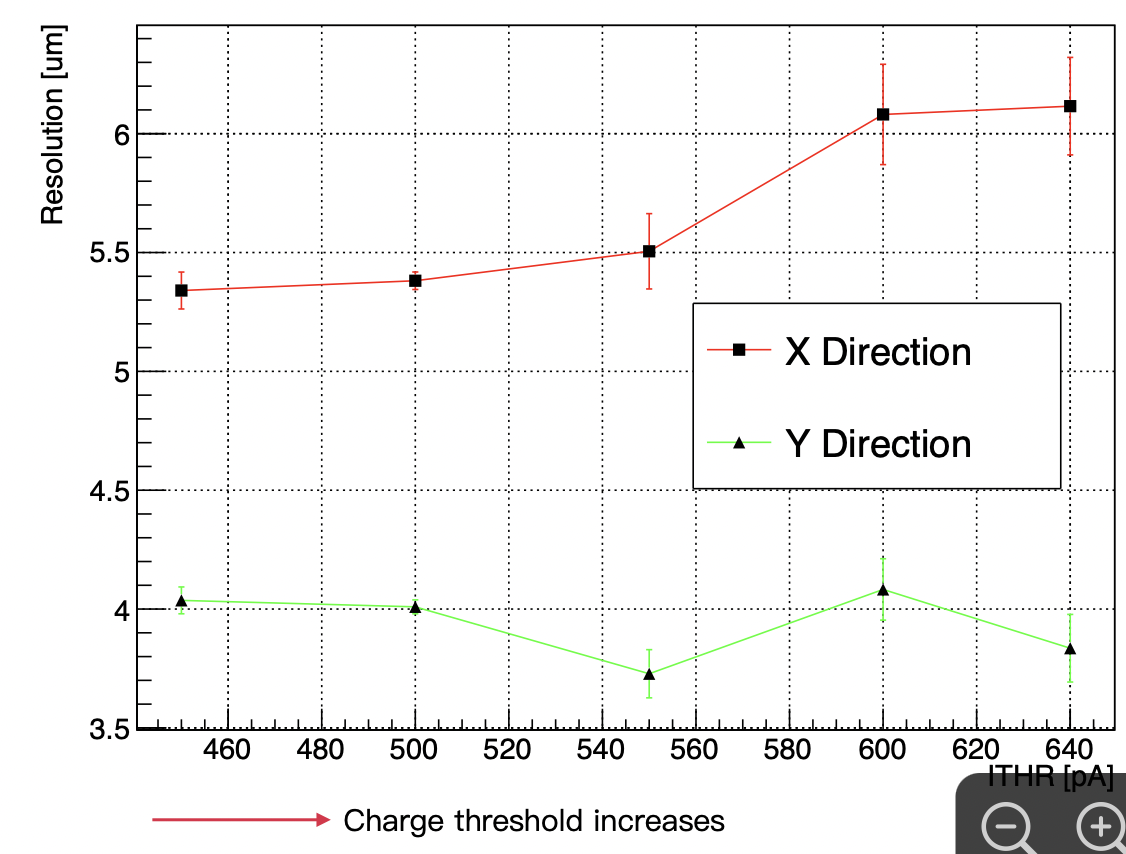 Resolution [um]
6
5.5
5
4.5
4
3.5
X Direction
Y Direction
460 480 500 520 540 560 580 600 620 640
ITHR [pA]
Charge threshold increases